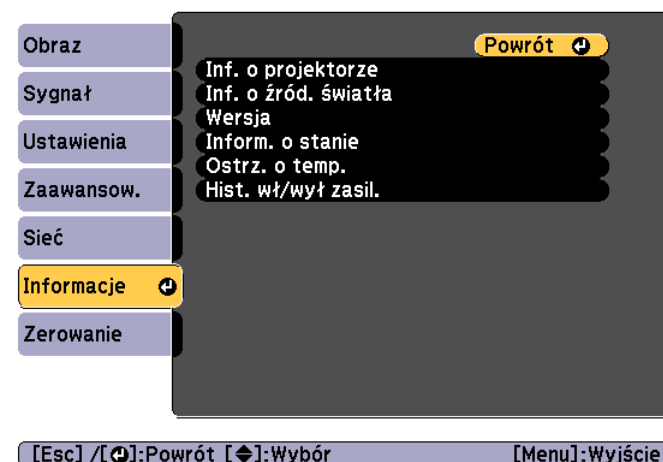 Obraz
Sygnał
Ustawienia
Zaawansow.
Sieć
Informacje
Zerowanie
Powrót
Inf. o projektorze
Inf. o źród. światła
Wersja
Inform. o stanie
Ostrz. o temp.
Hist. wł/wył zasil.
[Esc] /[⏎]:Powrót [◆]:Wybór [Menu]:Wyjście